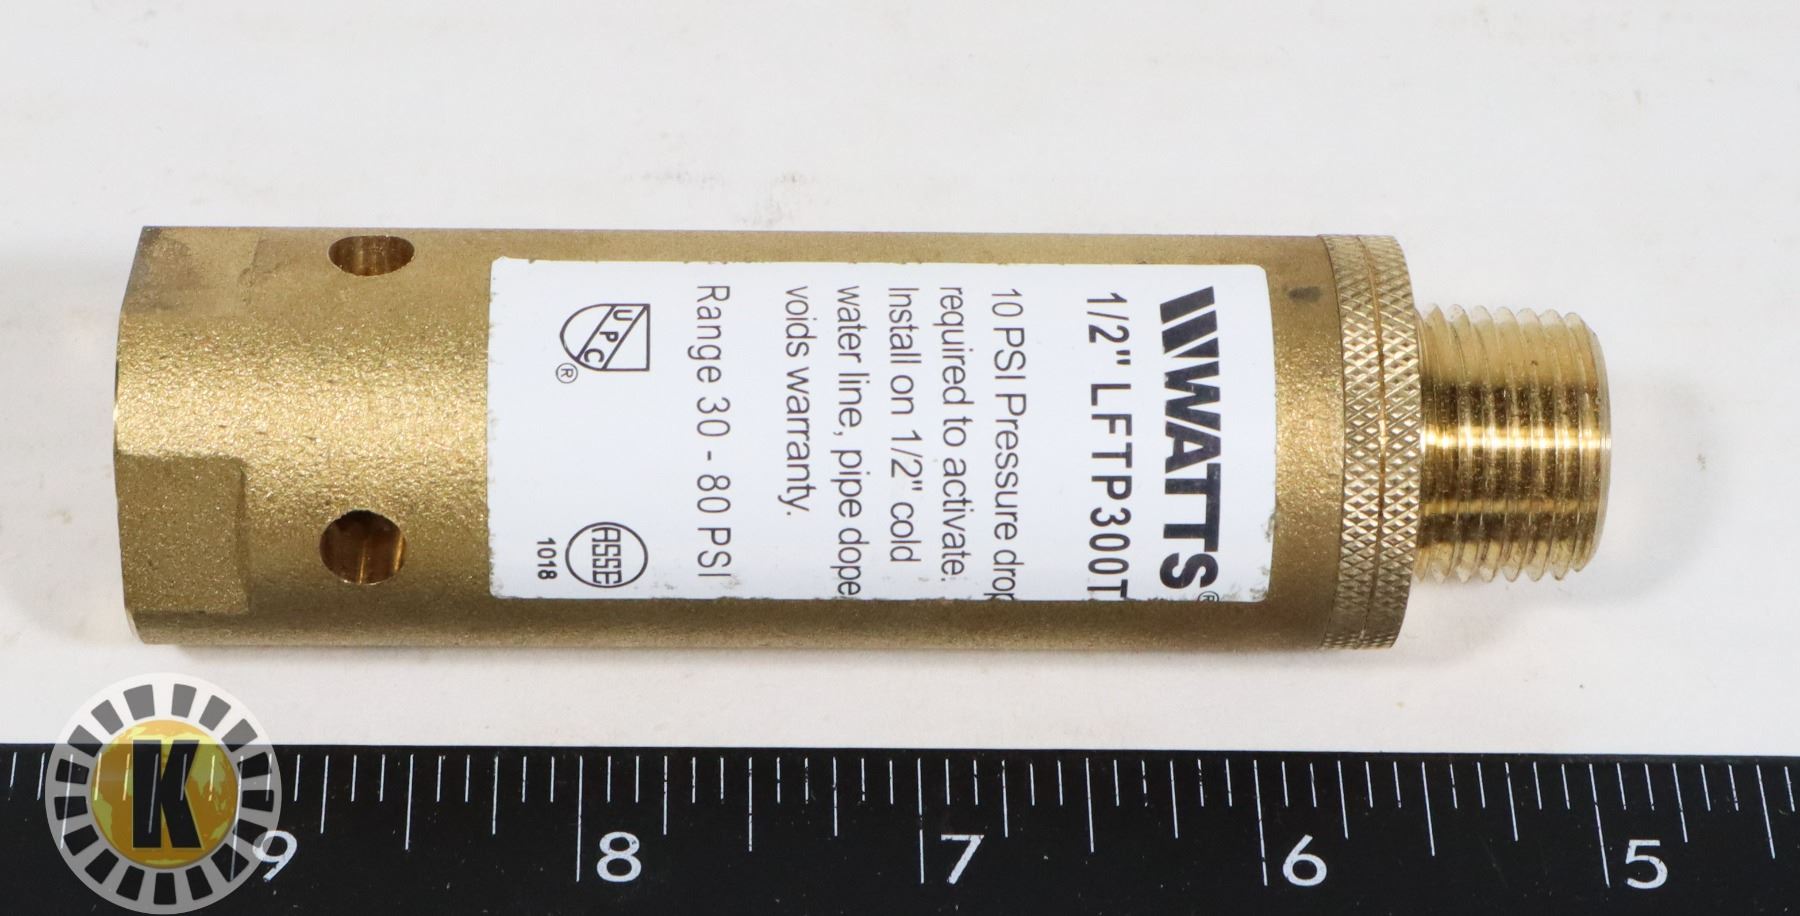 WATTS®
1/2" LFTP300T
10 PSI Pressure drop
required to activate.
Install on 1/2" cold
water line, pipe dope
voids warranty.
Range 30 - 80 PSI
UPC®
ASSE
1018
K
9 8 7 6 5